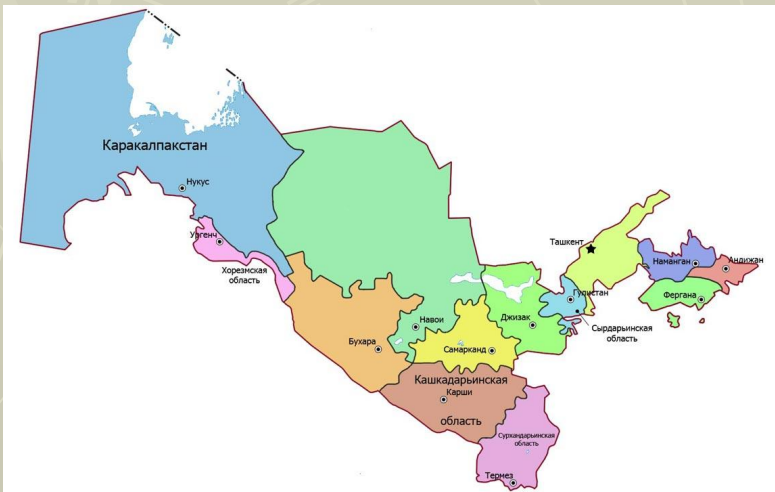 Каракалпакстан
Нукус
Ургенч
Хорезмская
область
Ташкент
Наманган
Андижан
Фергана
Гулистан
Сырдарьинская
область
Джизак
Навои
Бухара
Самарканд
Кашкадарьинская
Карши
область
Сурхандарьинская
область
Термез